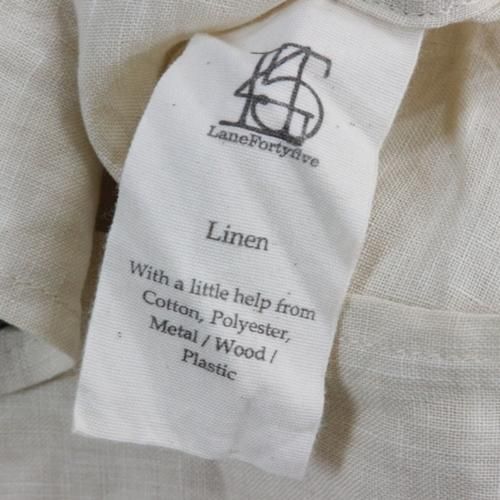 LaneFortyfive
Linen
With a little help from
Cotton, Polyester,
Metal / Wood /
Plastic